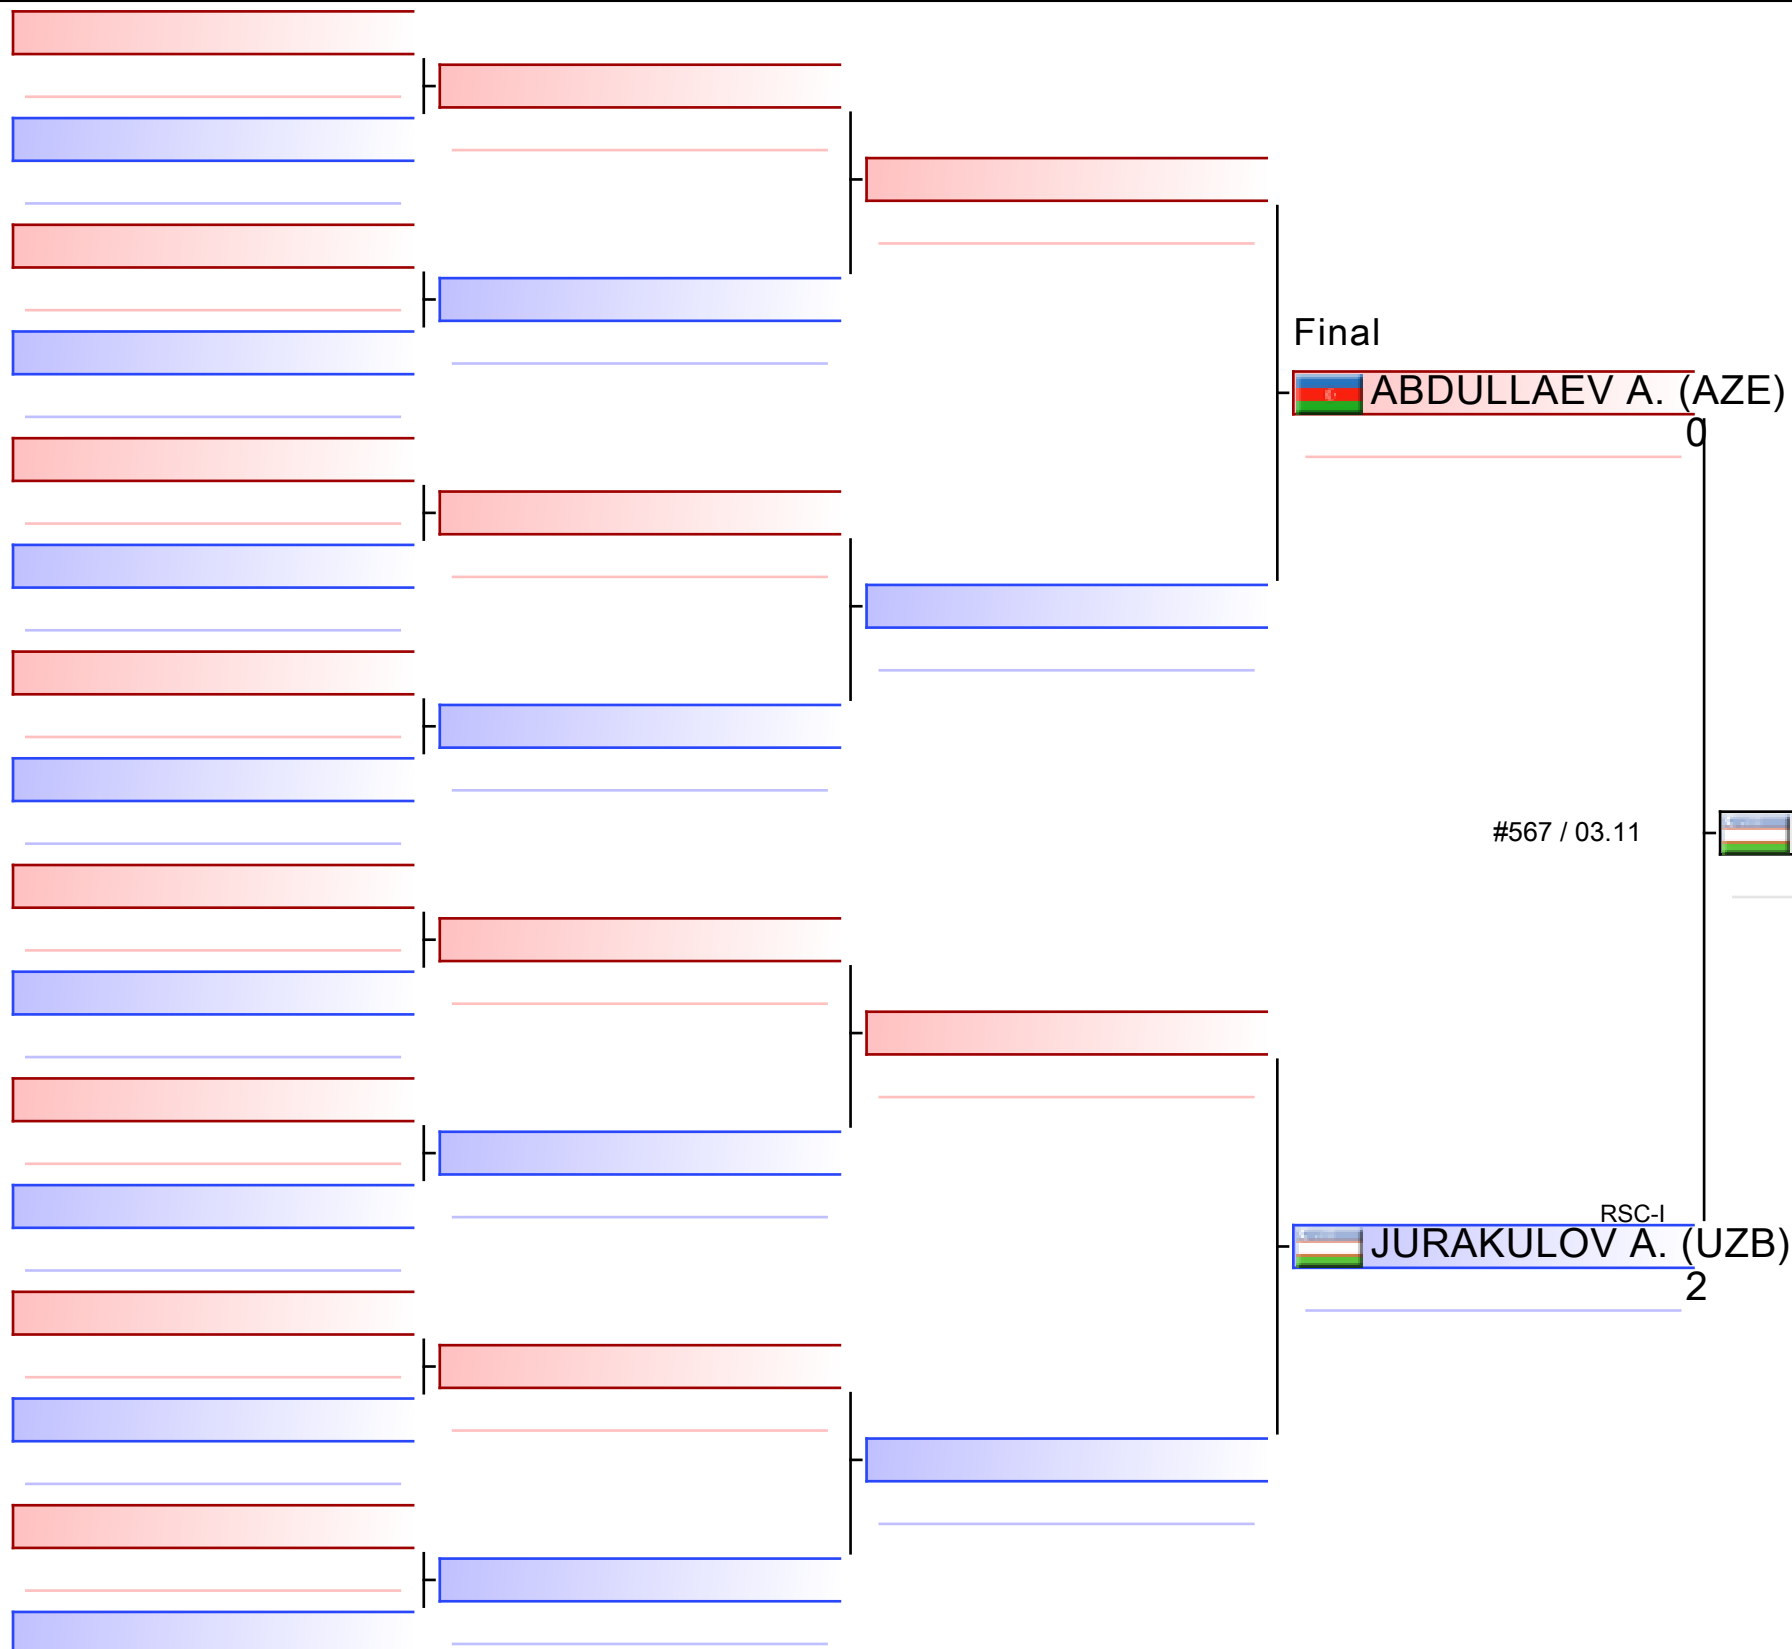 Final
ABDULLAEV A. (AZE)
0
#567 / 03.11
RSC-I
JURAKULOV A. (UZB)
2